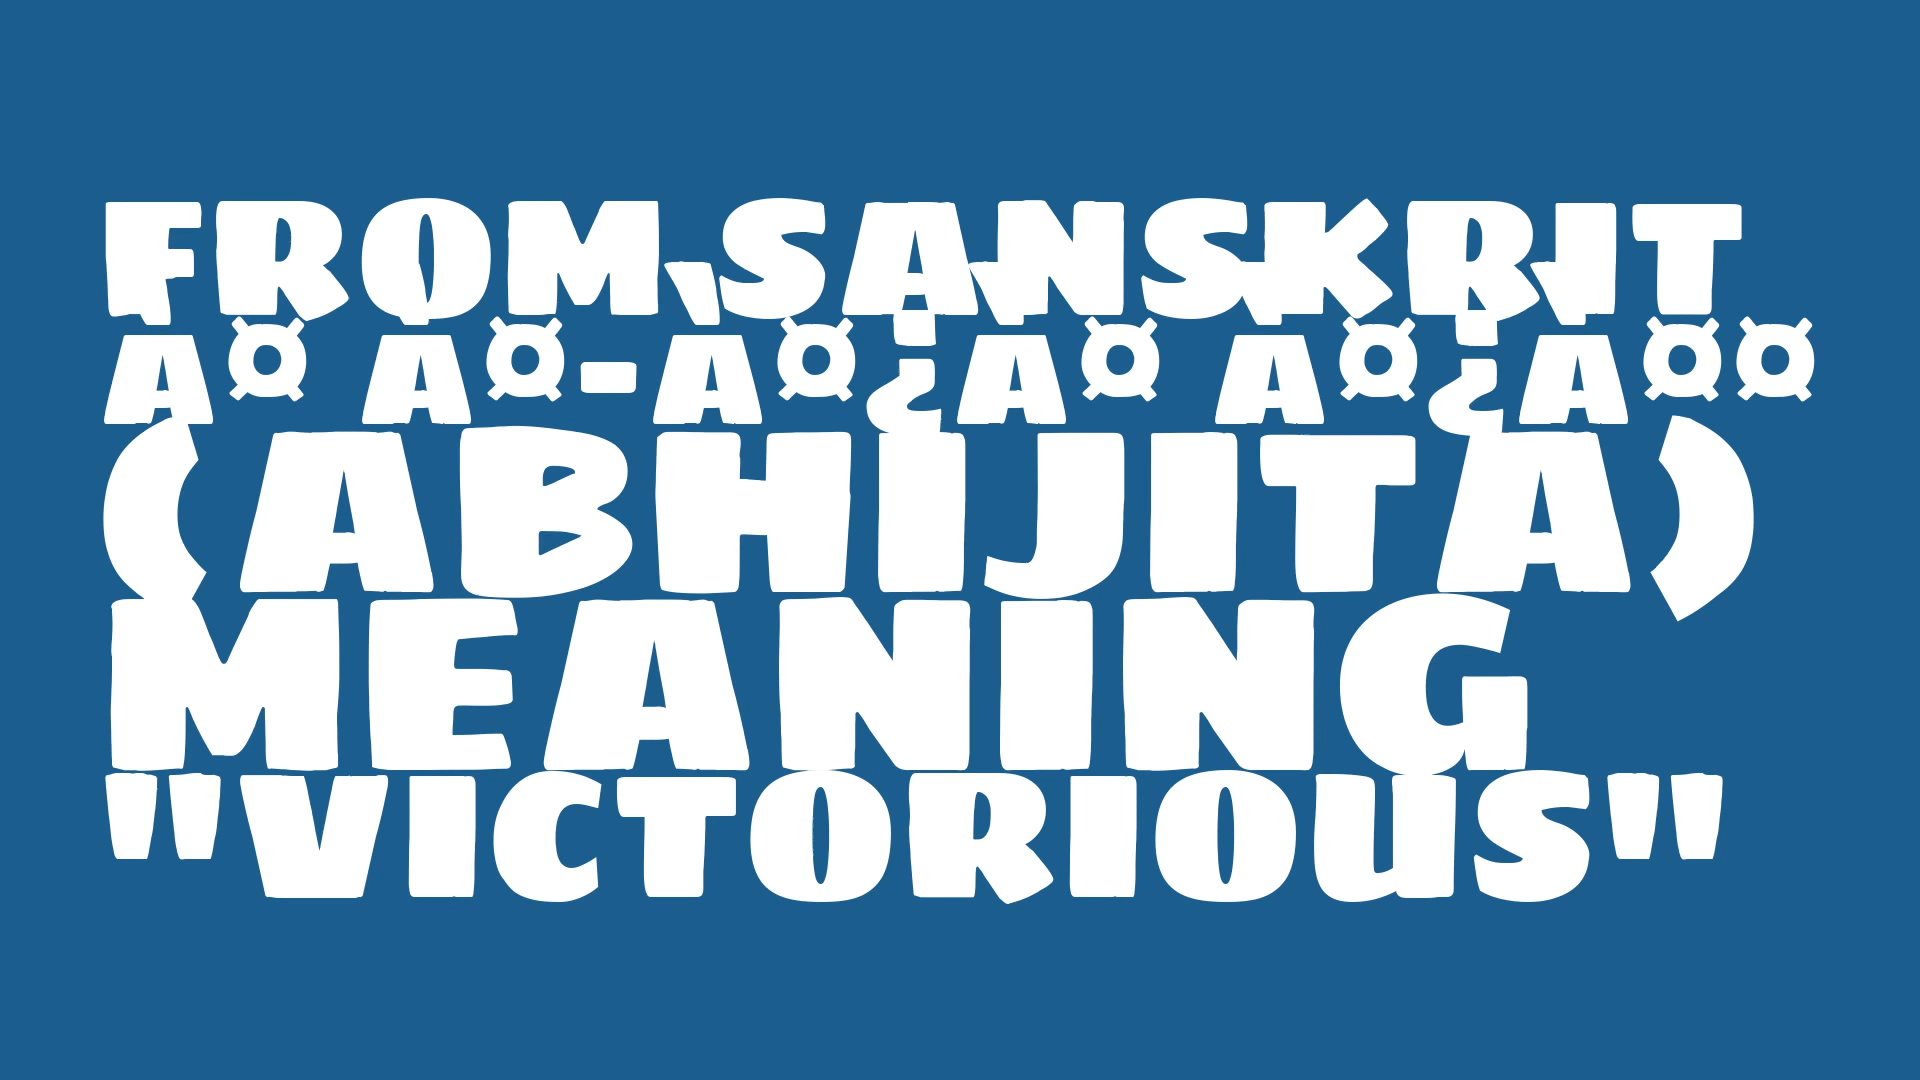 FROM SANSKRIT
À¤ À¤-À¤¿À¤ À¤¿À¤¤
(ABHIJITA)
MEANING
"VICTORIOUS"